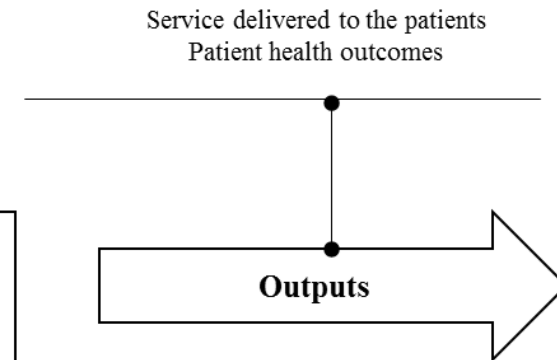 Service delivered to the patients
Patient health outcomes
Outputs